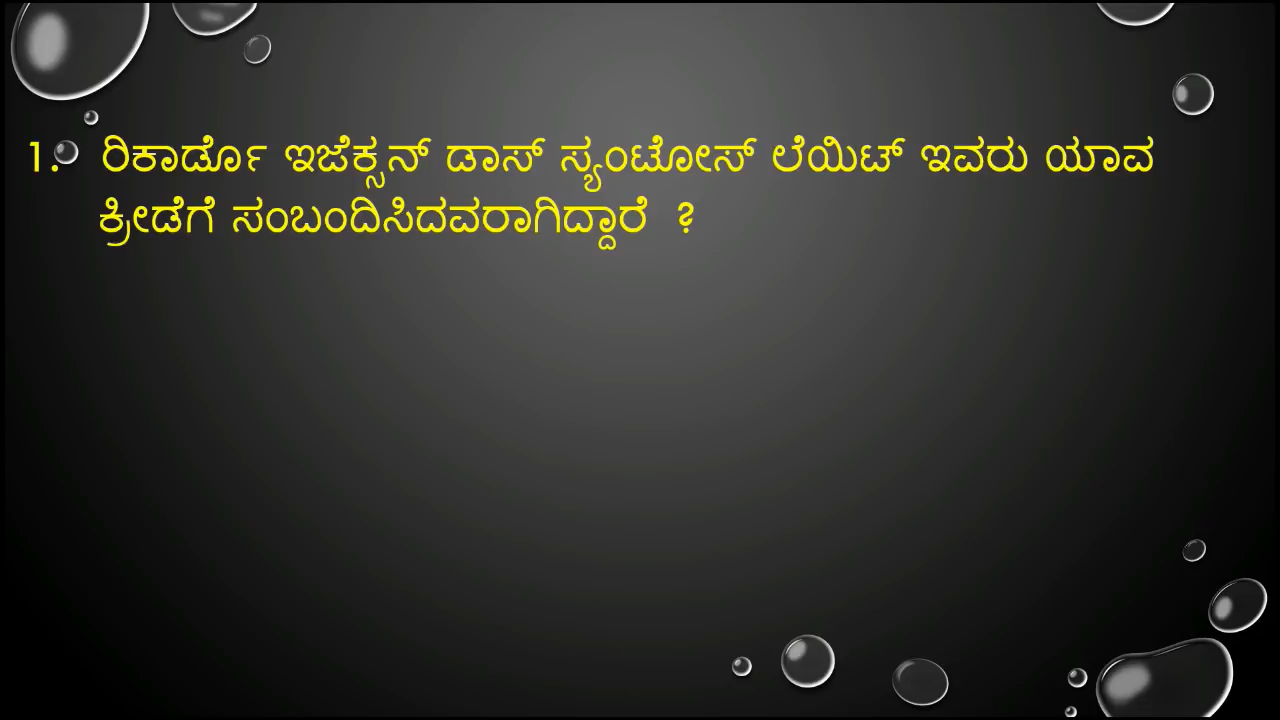 1. ರಿಕಾರ್ಡೊ ಇಜೆಕ್ಸನ್ ಡಾಸ್ ಸ್ಯಂಟೋಸ್ ಲೆಯಿಟ್ ಇವರು ಯಾವ
ಕ್ರೀಡೆಗೆ ಸಂಬಂದಿಸಿದವರಾಗಿದ್ದಾರೆ ?